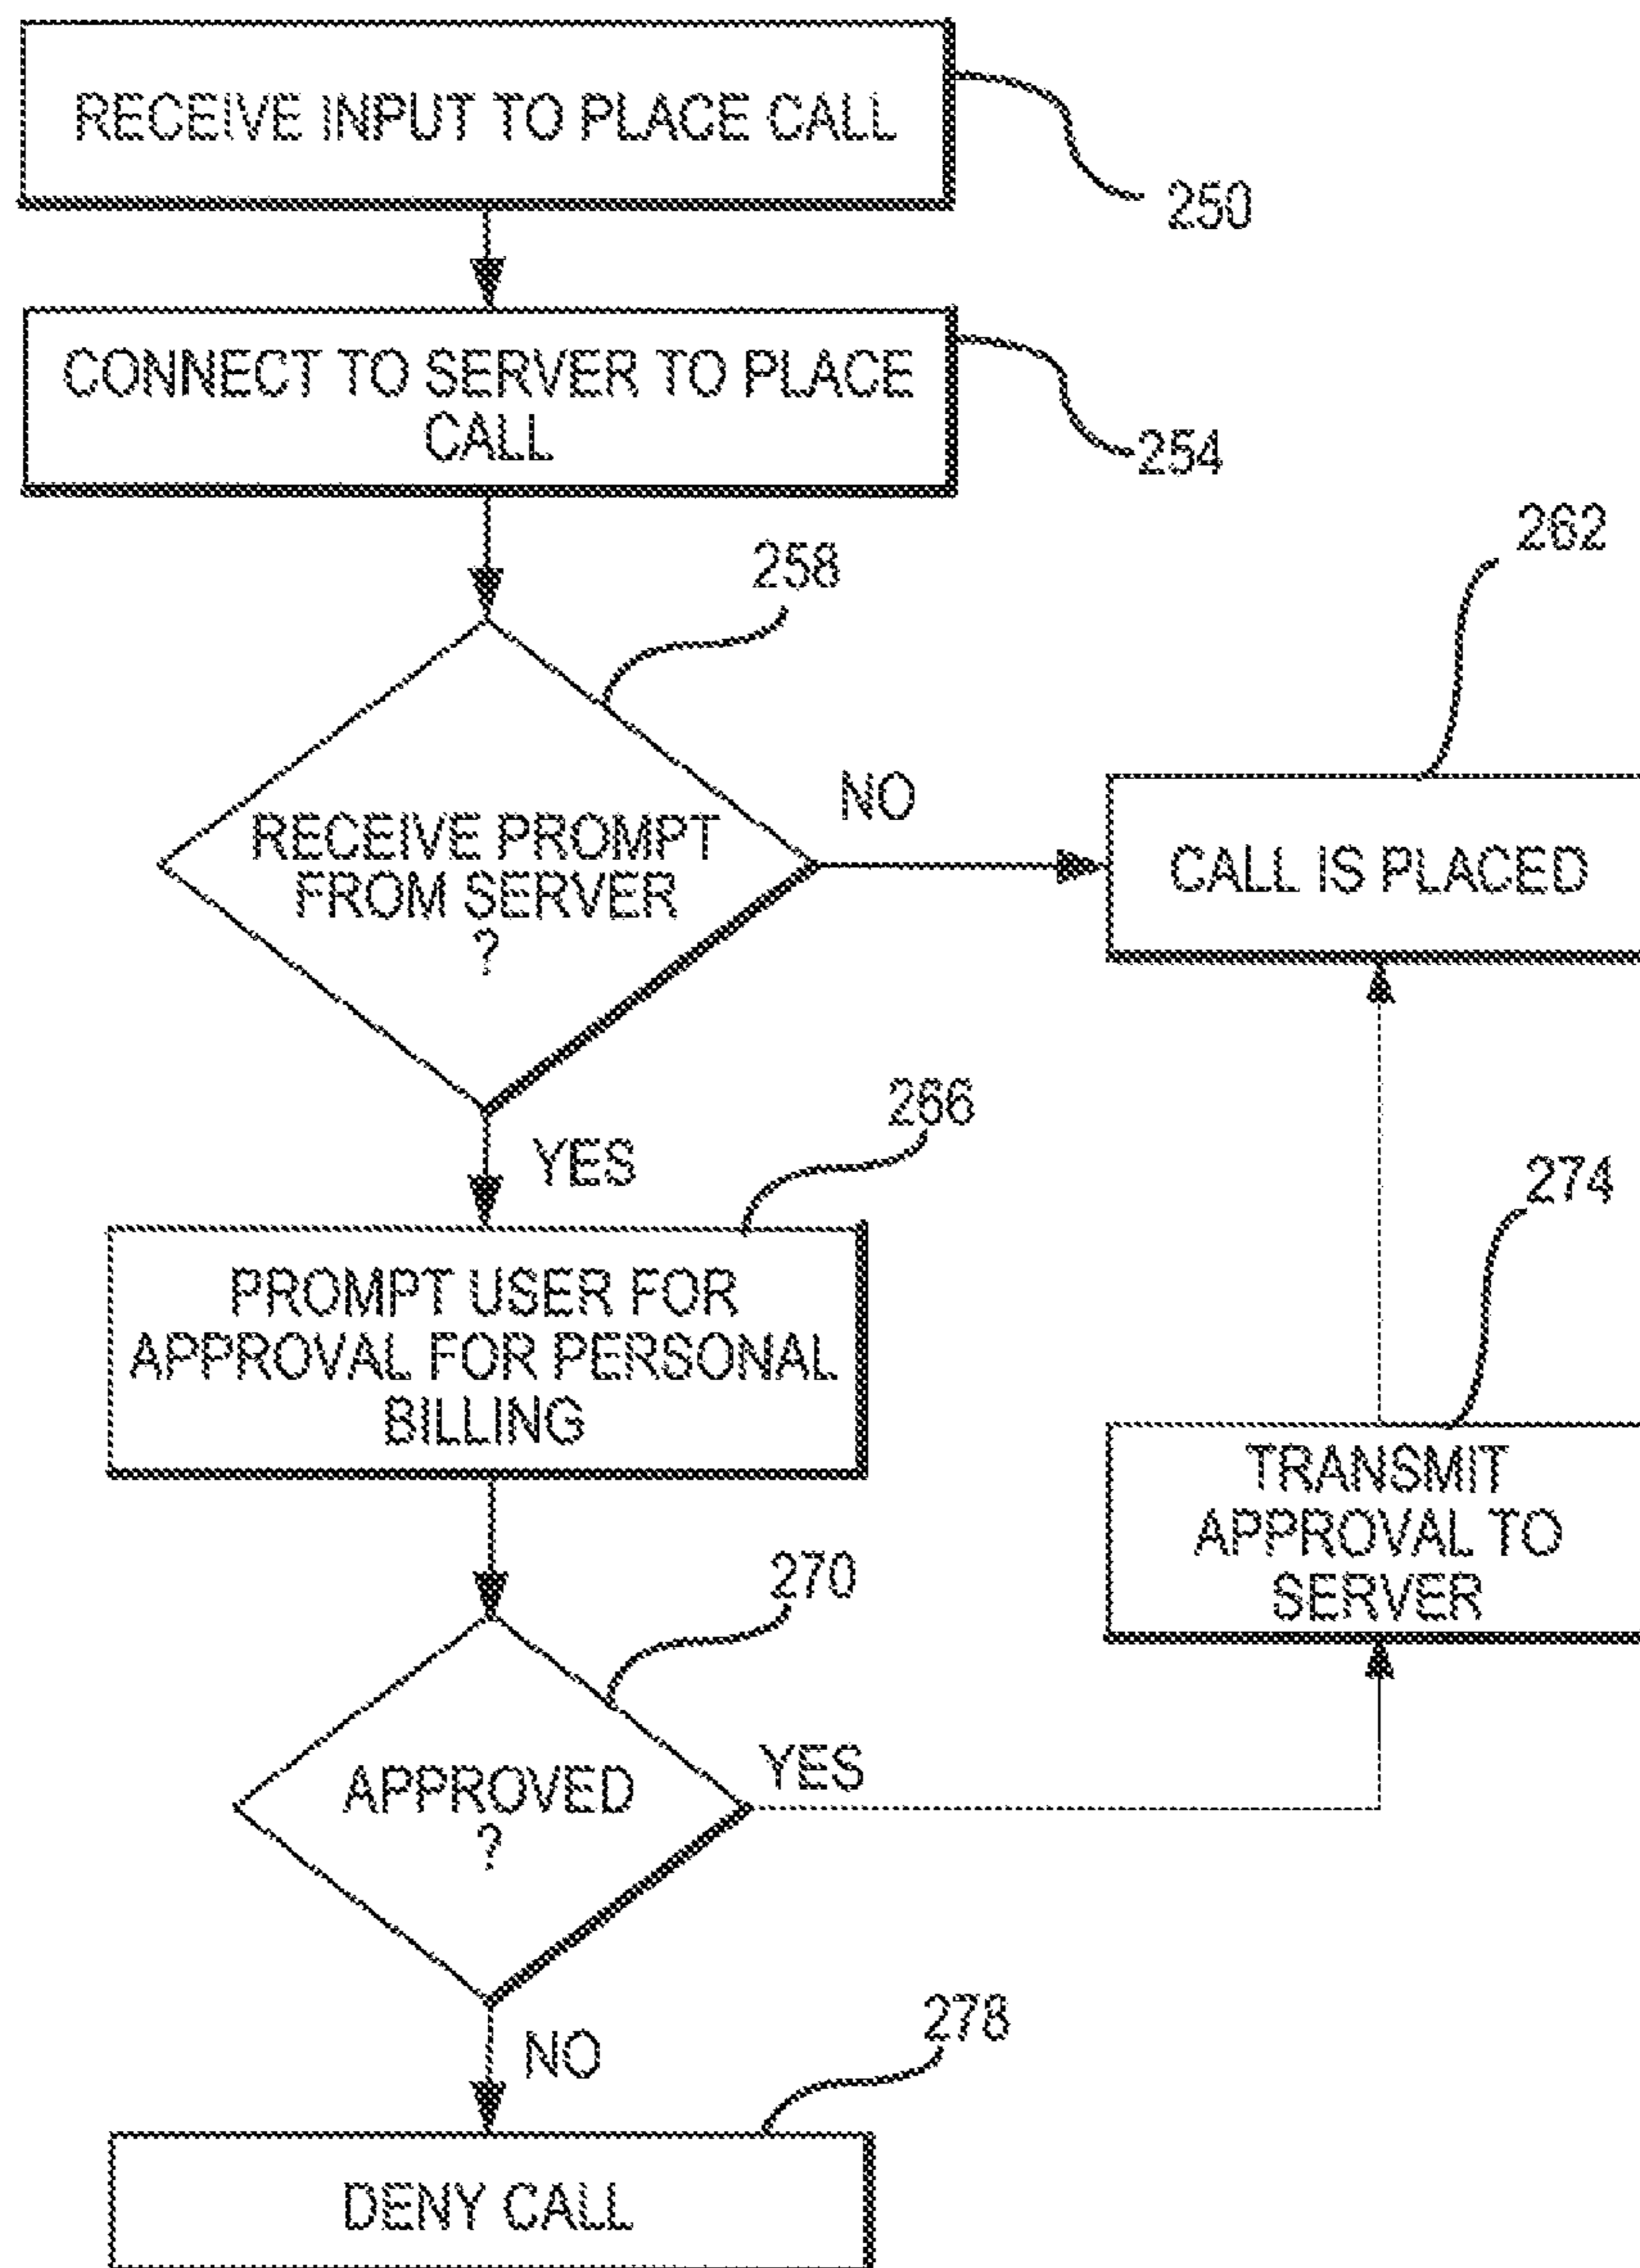 RECEIVE INPUT TO PLACE CALL
250
CONNECT TO SERVER TO PLACE
CALL
254
258
262
RECEIVE PROMPT
FROM SERVER
?
NO
CALL IS PLACED
YES
266
PROMPT USER FOR
APPROVAL FOR PERSONAL
BILLING
274
TRANSMIT
APPROVAL TO
SERVER
270
APPROVED
?
YES
NO
278
DENY CALL